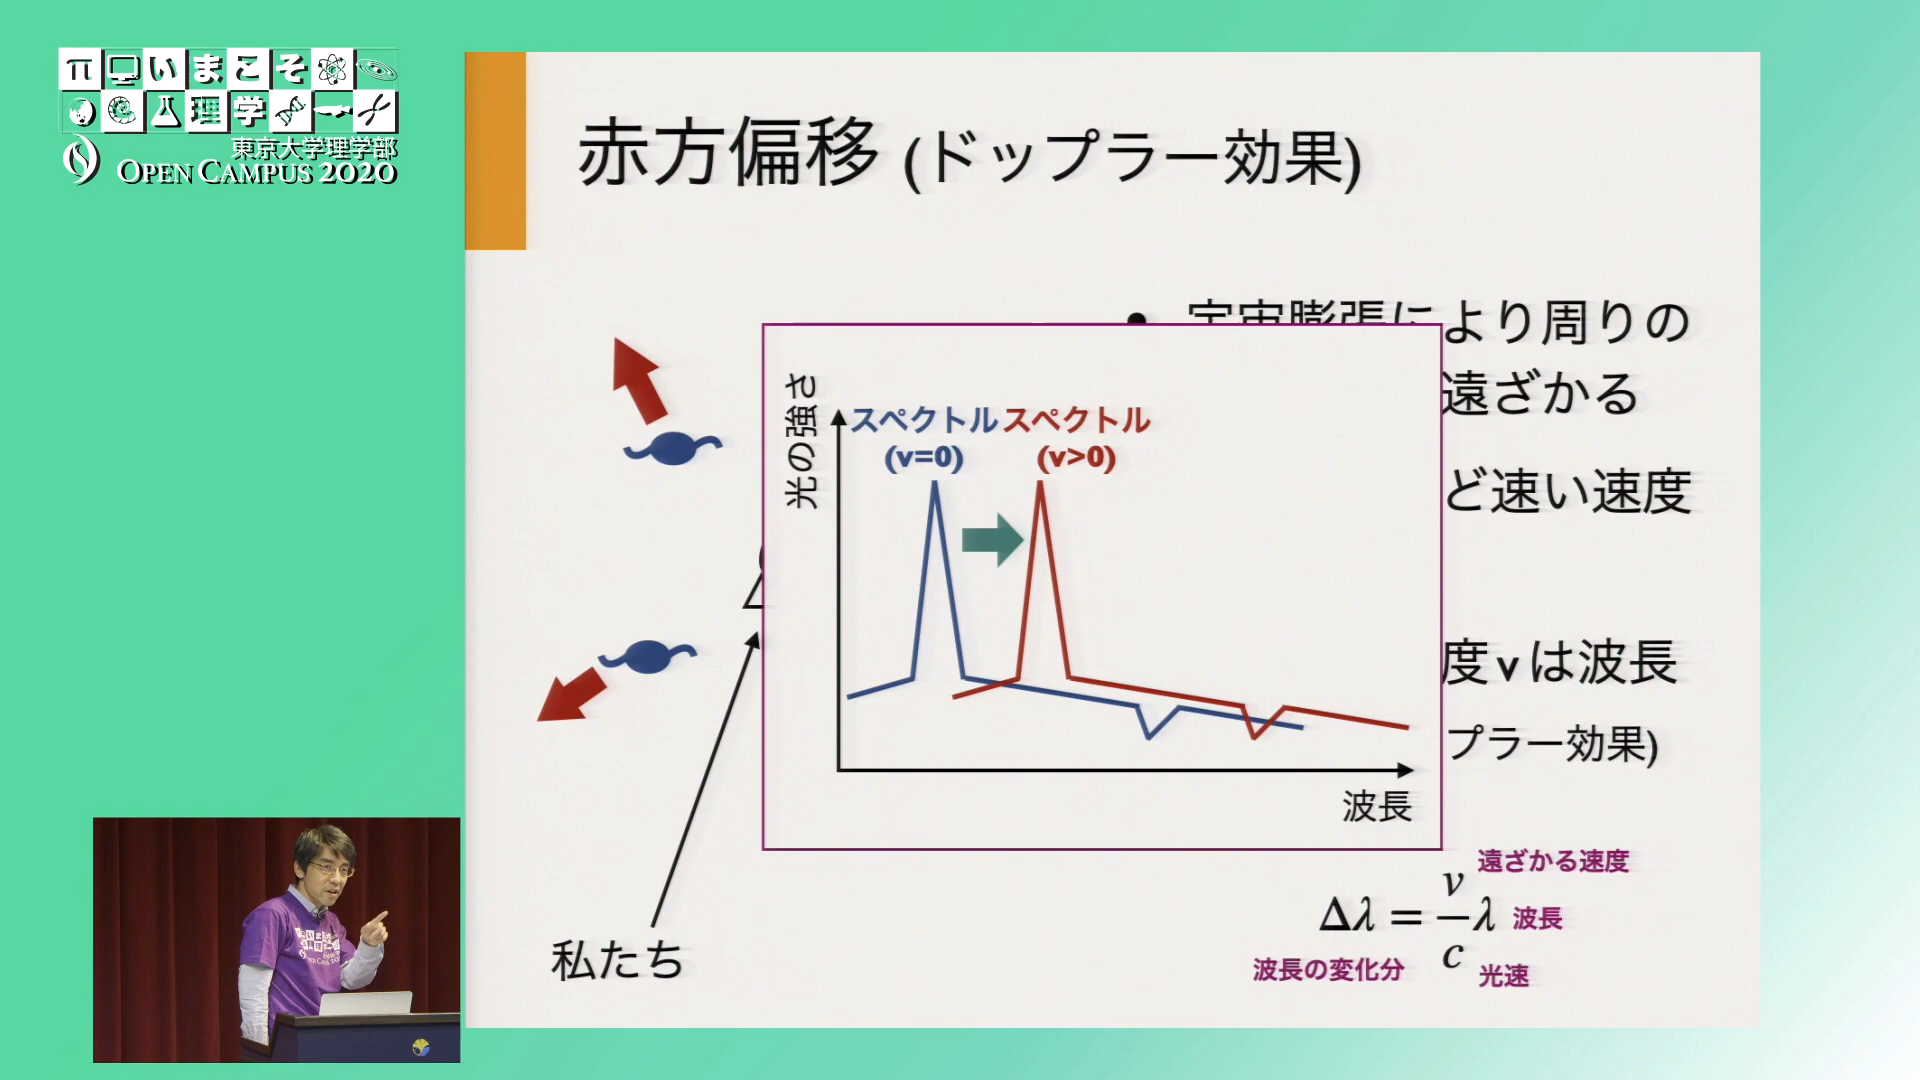 π いまこそ
理学
東京大学理学部
OPEN CAMPUS 2020
赤方偏移 (ドップラー効果)
• 宇宙膨張により周りの
遠ざかる
ど速い速度
度vは波長
プラー効果)
光の強さ
スペクトル スペクトル
(v=0) (v>0)
波長
私たち
Δλ = v/c λ
遠ざかる速度
波長
波長の変化分
光速